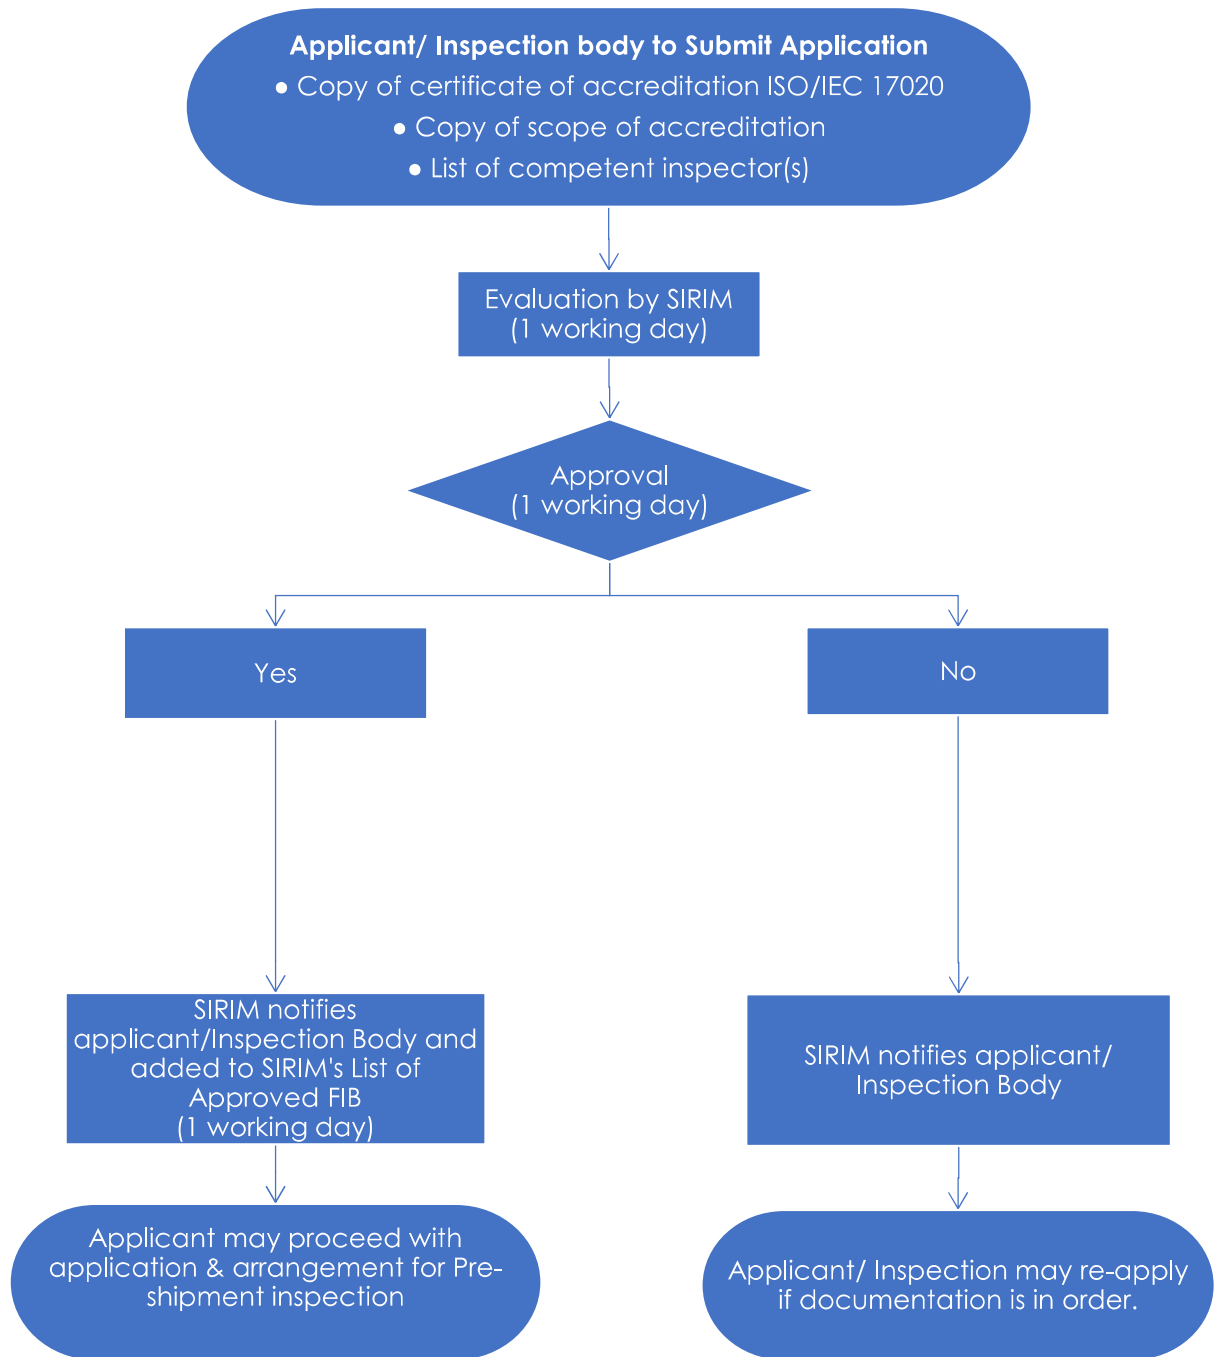 Applicant/ Inspection body to Submit Application
● Copy of certificate of accreditation ISO/IEC 17020
● Copy of scope of accreditation
● List of competent inspector(s)
Evaluation by SIRIM
(1 working day)
Approval
(1 working day)
Yes
No
SIRIM notifies
applicant/Inspection Body and
added to SIRIM's List of
Approved FIB
(1 working day)
SIRIM notifies applicant/
Inspection Body
Applicant may proceed with
application & arrangement for Pre-
shipment inspection
Applicant/ Inspection may re-apply
if documentation is in order.